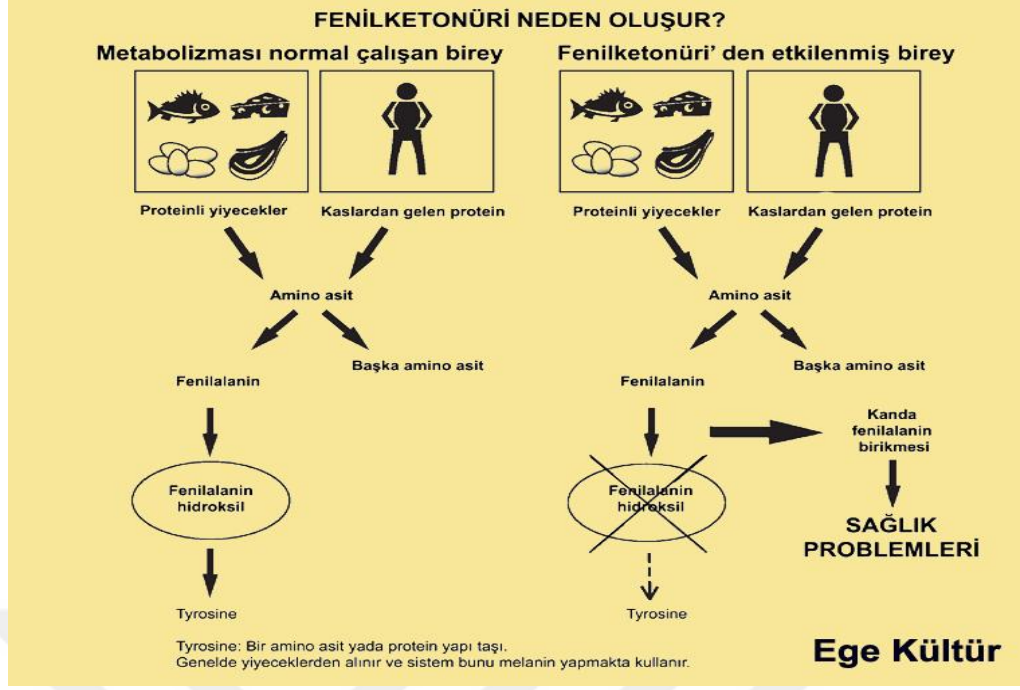 FENİLKETONÜRİ NEDEN OLUŞUR?
Metabolizması normal çalışan birey
Proteinli yiyecekler
Kaslardan gelen protein
Amino asit
Başka amino asit
Fenilalanin
Fenilalanin
hidroksil
Tyrosine
Fenilketonüri' den etkilenmiş birey
Proteinli yiyecekler
Kaslardan gelen protein
Amino asit
Başka amino asit
Fenilalanin
Kanda
fenilalanin
birikmesi
Fenilalanin
hidroksil
SAĞLIK
PROBLEMLERİ
Tyrosine
Tyrosine: Bir amino asit yada protein yapı taşı.
Genelde yiyeceklerden alınır ve sistem bunu melanin yapmakta kullanır.
Ege Kültür